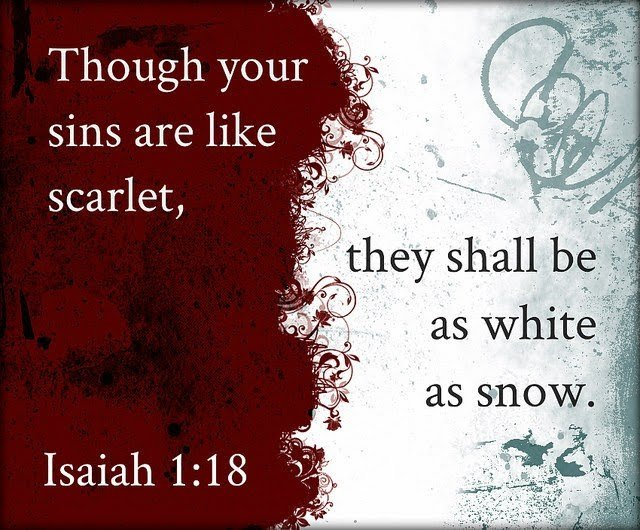 Though your
sins are like
scarlet,
they shall be
as white
as snow.
Isaiah 1:18